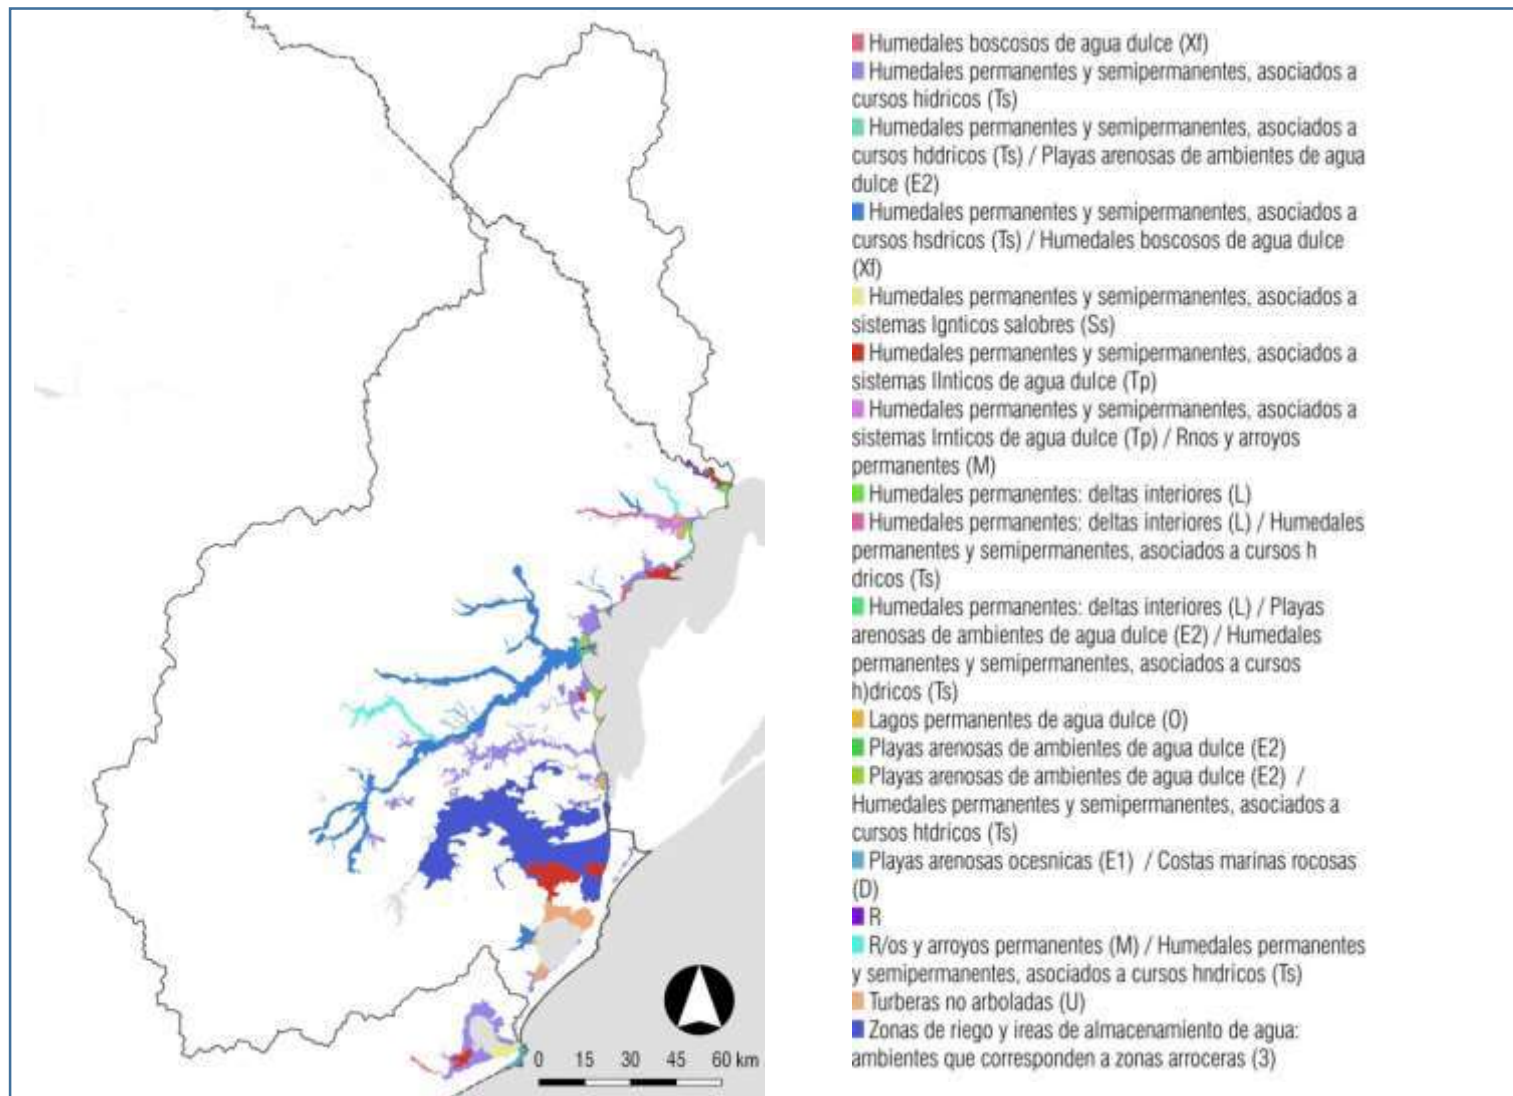 Humedales boscosos de agua dulce (Xf)
Humedales permanentes y semipermanentes, asociados a
cursos hidricos (Ts)
Humedales permanentes y semipermanentes, asociados a
cursos hddricos (Ts) / Playas arenosas de ambientes de agua
dulce (E2)
Humedales permanentes y semipermanentes, asociados a
cursos hsdricos (Ts) / Humedales boscosos de agua dulce
(Xf)
Humedales permanentes y semipermanentes, asociados a
sistemas lgnticos salobres (Ss)
Humedales permanentes y semipermanentes, asociados a
sistemas llnticos de agua dulce (Tp)
Humedales permanentes y semipermanentes, asociados a
sistemas lrnticos de agua dulce (Tp) / Rnos y arroyos
permanentes (M)
Humedales permanentes: deltas interiores (L)
Humedales permanentes: deltas interiores (L) / Humedales
permanentes y semipermanentes, asociados a cursos h
dricos (Ts)
Humedales permanentes: deltas interiores (L) / Playas
arenosas de ambientes de agua dulce (E2) / Humedales
permanentes y semipermanentes, asociados a cursos
h)dricos (Ts)
Lagos permanentes de agua dulce (O)
Playas arenosas de ambientes de agua dulce (E2)
Playas arenosas de ambientes de agua dulce (E2) /
Humedales permanentes y semipermanentes, asociados a
cursos htdricos (Ts)
Playas arenosas ocesnicas (E1) / Costas marinas rocosas
(D)
R
R/os y arroyos permanentes (M) / Humedales permanentes
y semipermanentes, asociados a cursos hndricos (Ts)
Turberas no arboladas (U)
Zonas de riego y ireas de almacenamiento de agua:
ambientes que corresponden a zonas arroceras (3)
0 15 30 45 60 km